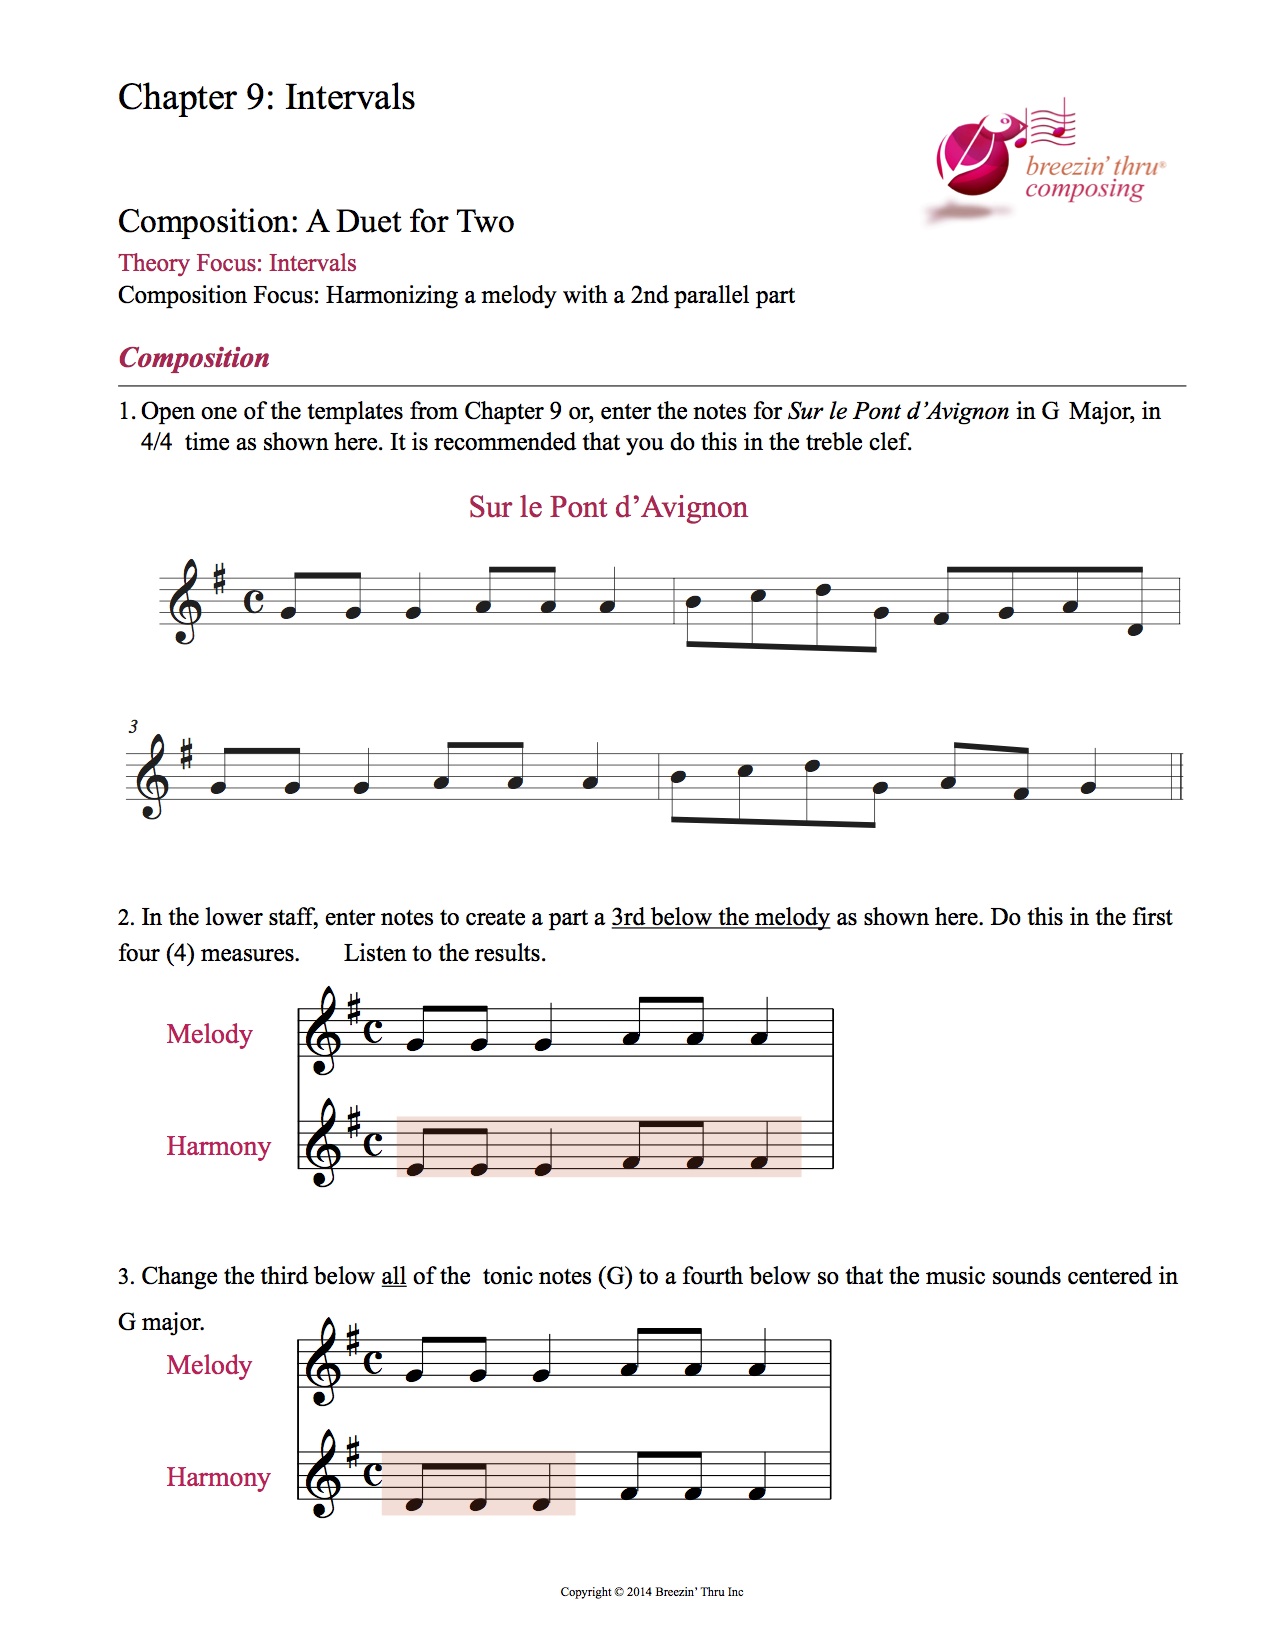 Chapter 9: Intervals
breezin’ thru®
composing
Composition: A Duet for Two
Theory Focus: Intervals
Composition Focus: Harmonizing a melody with a 2nd parallel part
Composition
1. Open one of the templates from Chapter 9 or, enter the notes for Sur le Pont d’Avignon in G Major, in
4/4 time as shown here. It is recommended that you do this in the treble clef.
Sur le Pont d’Avignon
3
2. In the lower staff, enter notes to create a part a 3rd below the melody as shown here. Do this in the first
four (4) measures. Listen to the results.
Melody
Harmony
3. Change the third below all of the tonic notes (G) to a fourth below so that the music sounds centered in
G major.
Melody
Harmony
Copyright © 2014 Breezin’ Thru Inc